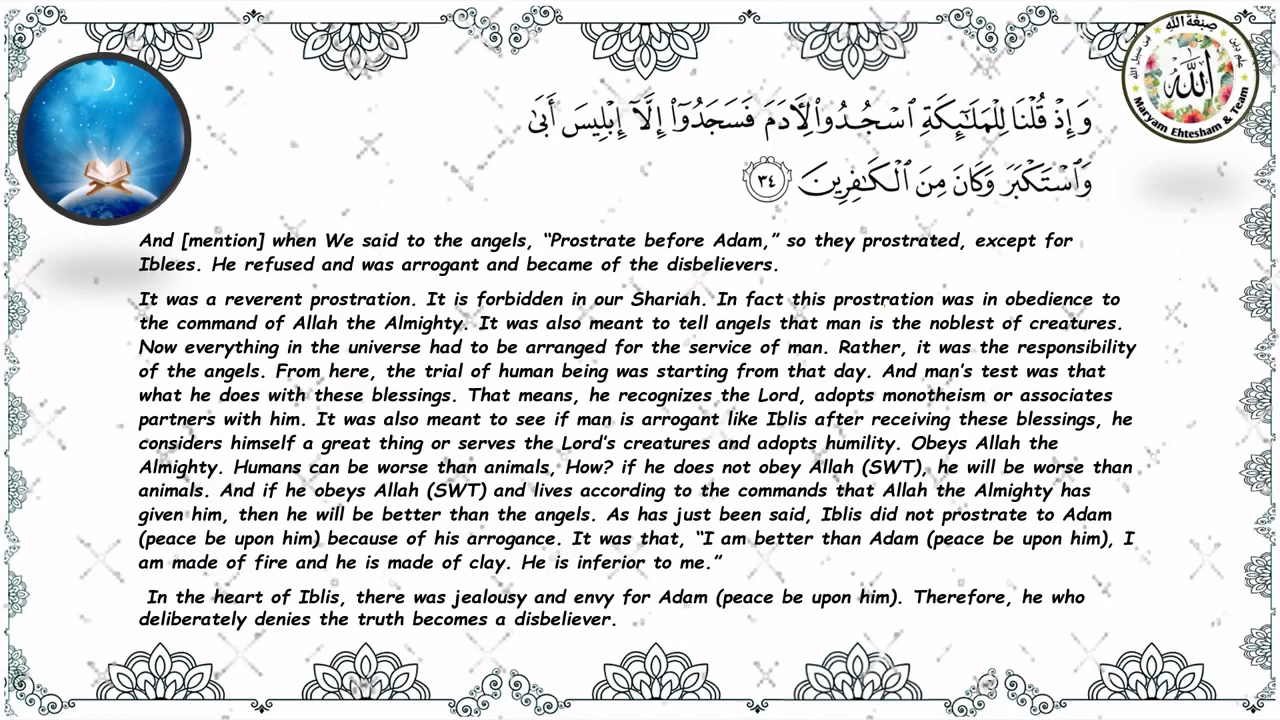 صبغة الله
الله
Maryam Ehtesham & Team
وَإِذْ قُلْنَا لِلْمَلَٰٓئِكَةِ ٱسْجُدُوا۟ لِءَادَمَ فَسَجَدُوٓا۟ إِلَّآ إِبْلِيسَ أَبَىٰ
وَٱسْتَكْبَرَ وَكَانَ مِنَ ٱلْكَٰفِرِينَ ٣٤
And [mention] when We said to the angels, “Prostrate before Adam,” so they prostrated, except for
Iblees. He refused and was arrogant and became of the disbelievers.
It was a reverent prostration. It is forbidden in our Shariah. In fact this prostration was in obedience to
the command of Allah the Almighty. It was also meant to tell angels that man is the noblest of creatures.
Now everything in the universe had to be arranged for the service of man. Rather, it was the responsibility
of the angels. From here, the trial of human being was starting from that day. And man’s test was that
what he does with these blessings. That means, he recognizes the Lord, adopts monotheism or associates
partners with him. It was also meant to see if man is arrogant like Iblis after receiving these blessings, he
considers himself a great thing or serves the Lord’s creatures and adopts humility. Obeys Allah the
Almighty. Humans can be worse than animals, How? if he does not obey Allah (SWT), he will be worse than
animals. And if he obeys Allah (SWT) and lives according to the commands that Allah the Almighty has
given him, then he will be better than the angels. As has just been said, Iblis did not prostrate to Adam
(peace be upon him) because of his arrogance. It was that, “I am better than Adam (peace be upon him), I
am made of fire and he is made of clay. He is inferior to me.”
In the heart of Iblis, there was jealousy and envy for Adam (peace be upon him). Therefore, he who
deliberately denies the truth becomes a disbeliever.